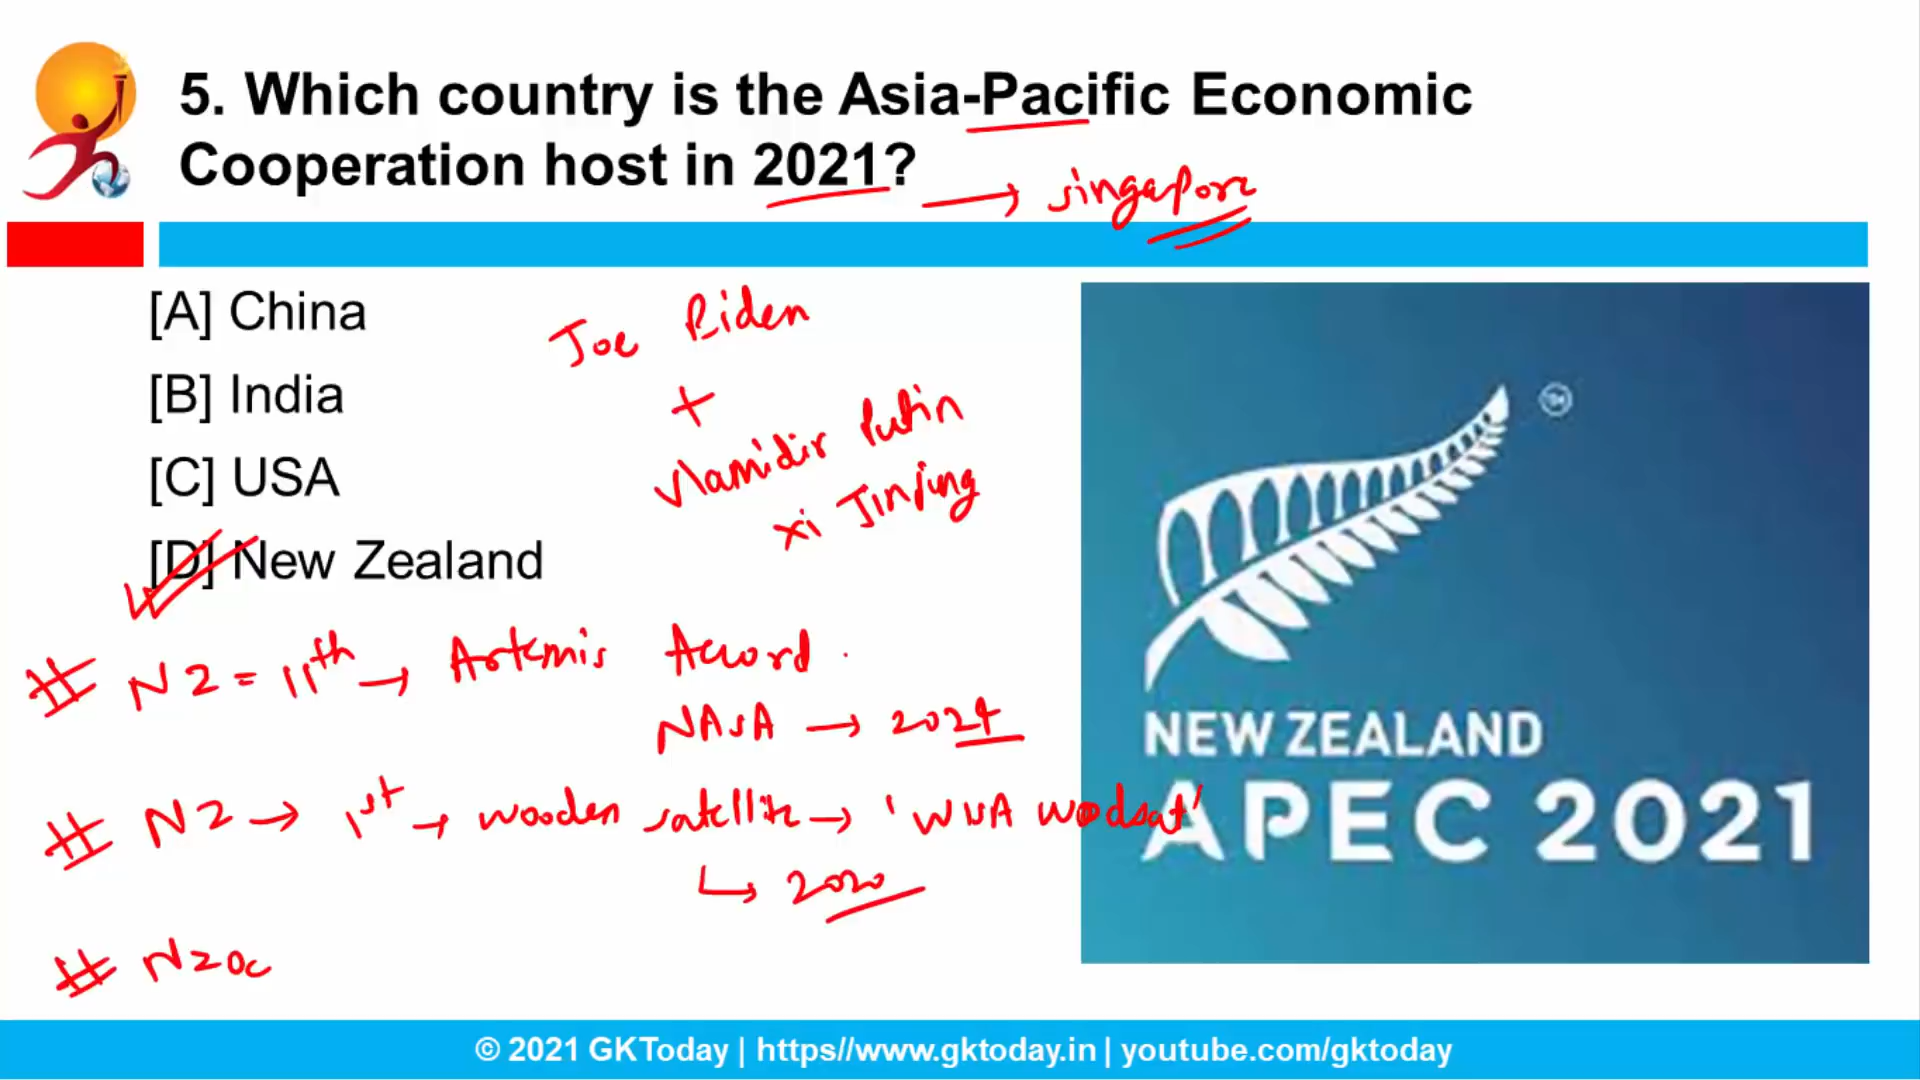 5. Which country is the Asia-Pacific Economic
Cooperation host in 2021?
→ singapore
[A] China
[B] India
[C] USA
[D] New Zealand
Joe Biden
+
Vlamidir Putin
xi Jinjing
# NZ = 11th → Artemis Accord.
NASA → 2024
# NZ → 1st → wooden satellite → 'WISA woodsat'
↳ 2020
# NZOC
TM
NEW ZEALAND
APEC 2021
© 2021 GKToday | https//www.gktoday.in | youtube.com/gktoday